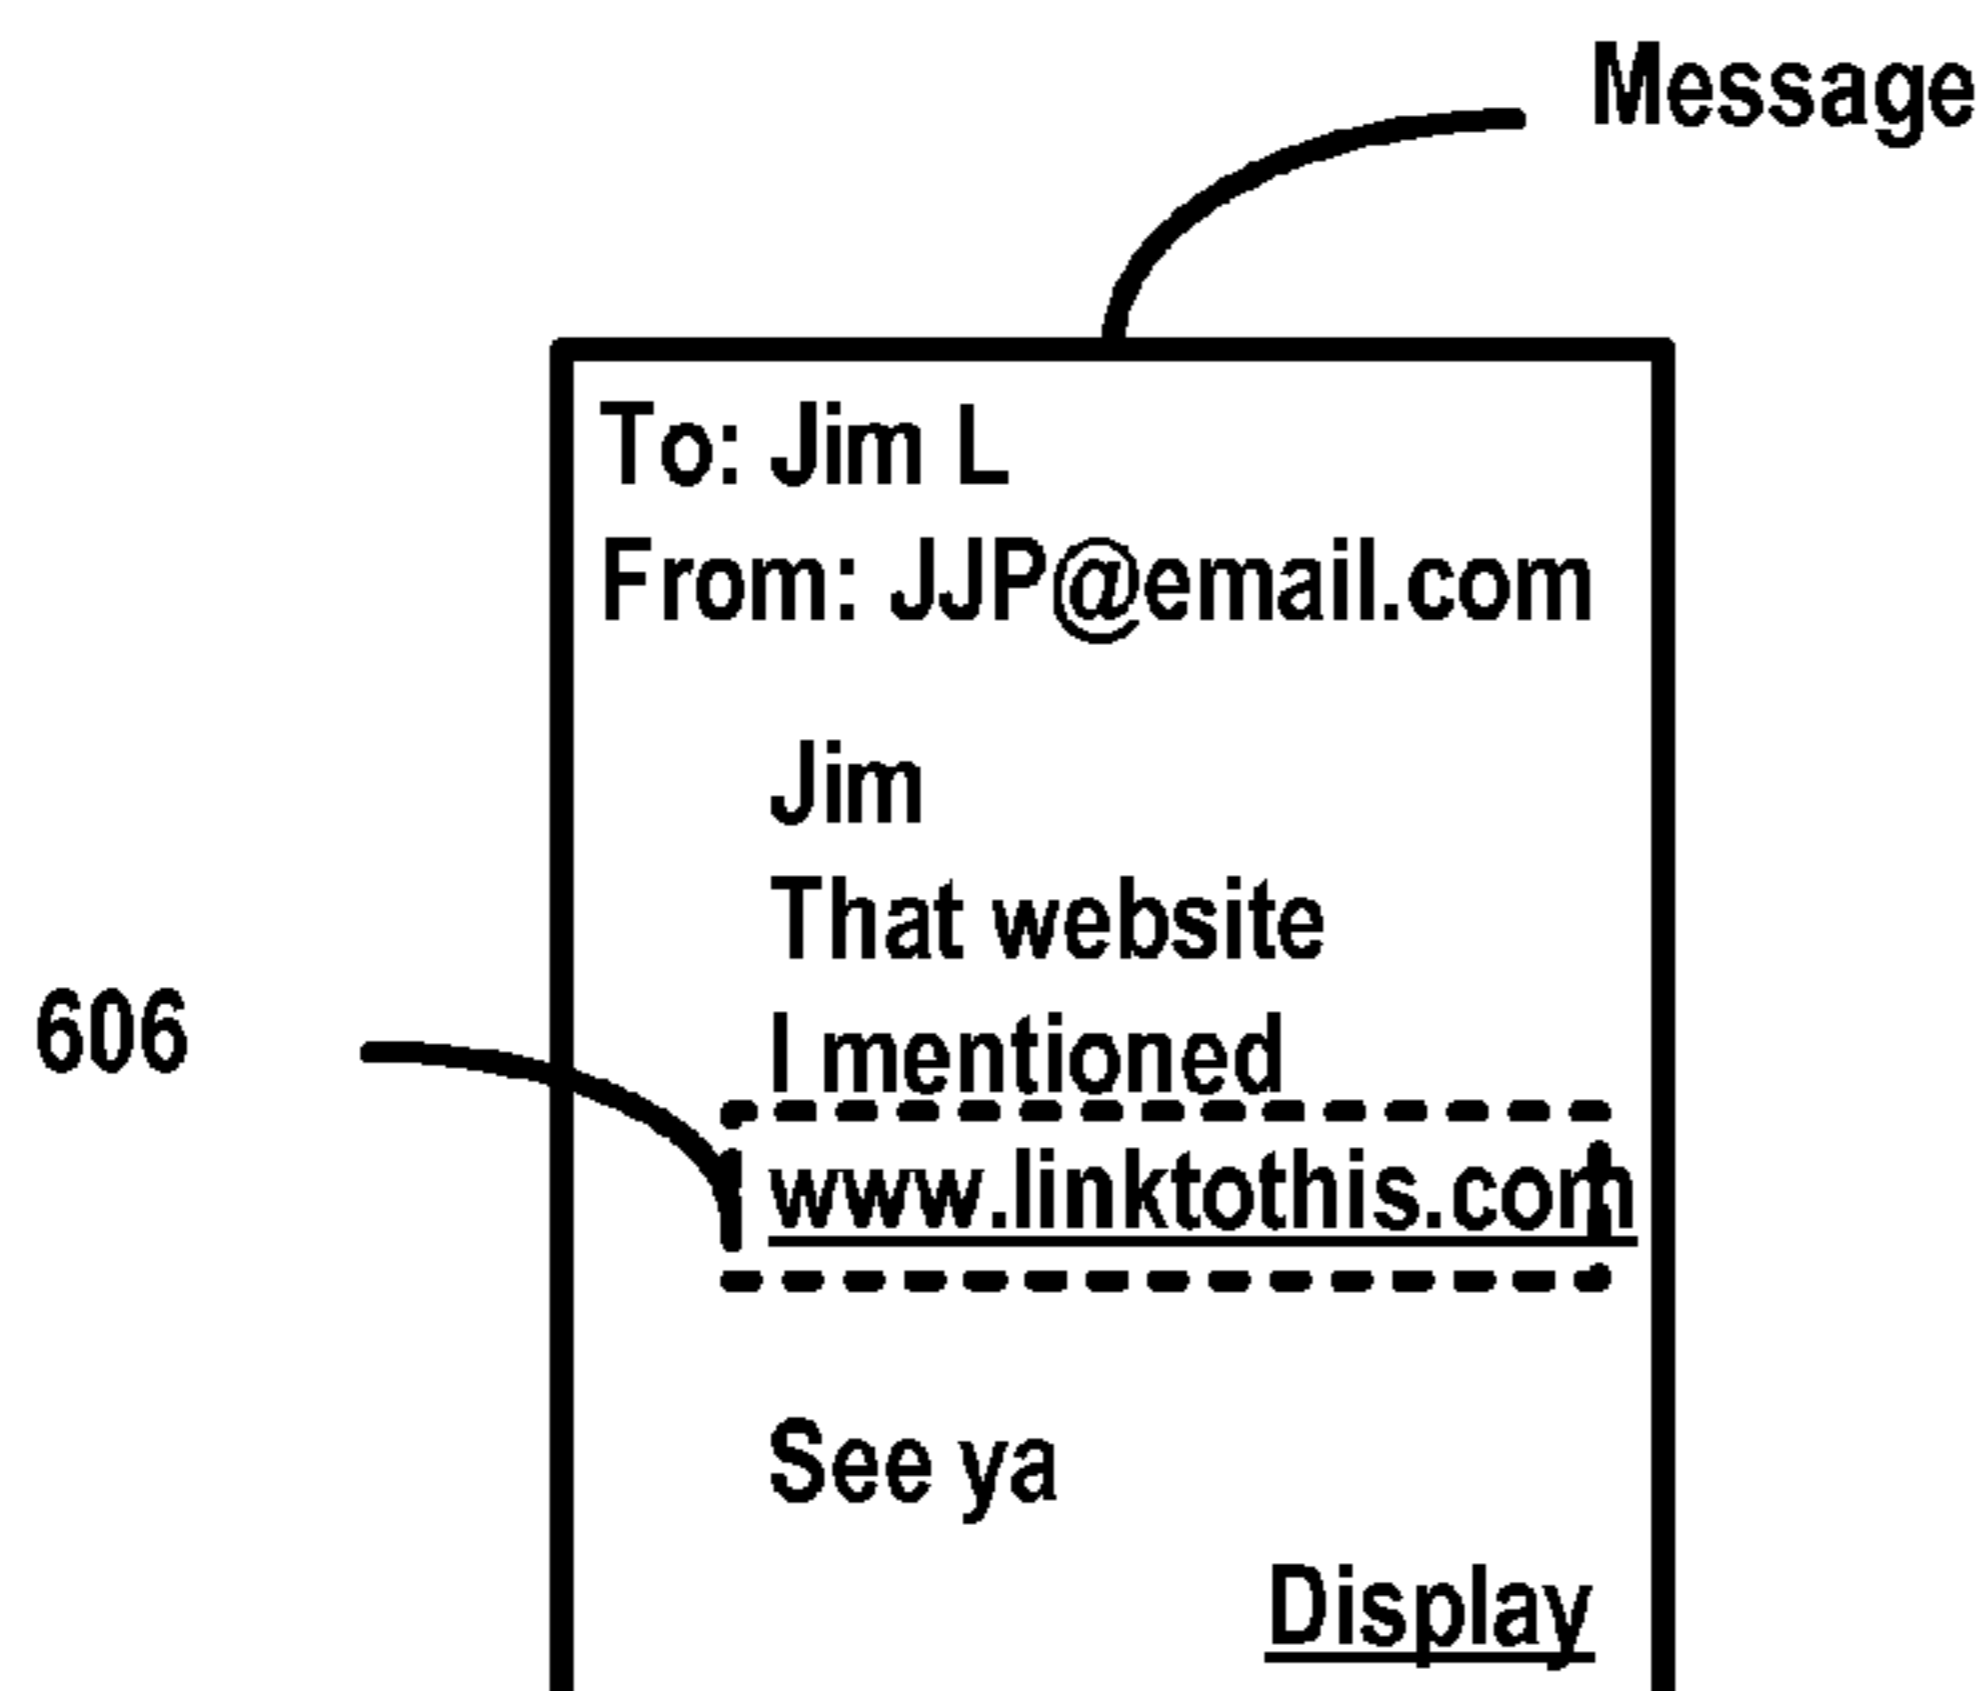 Message
To: Jim L
From: JJP@email.com
Jim
That website
I mentioned
606
www.linktothis.com
See ya
Display